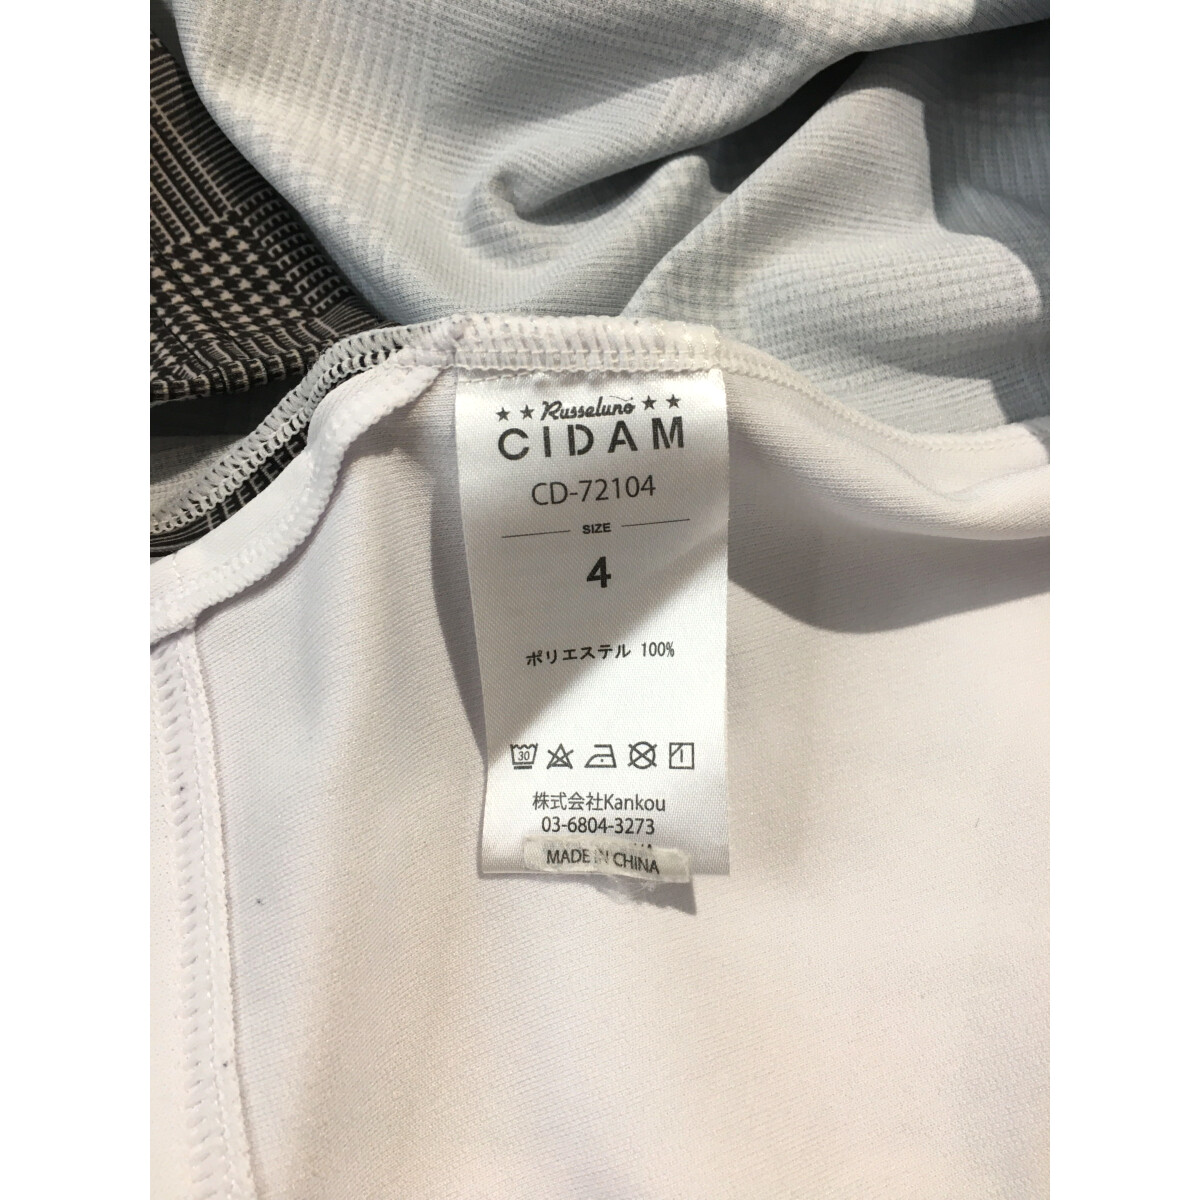 ★ ★ Russeluno ★ ★
CIDAM
CD-72104
SIZE
4
ポリエステル 100%
30
株式会社Kankou
03-6804-3273
MADE IN CHINA